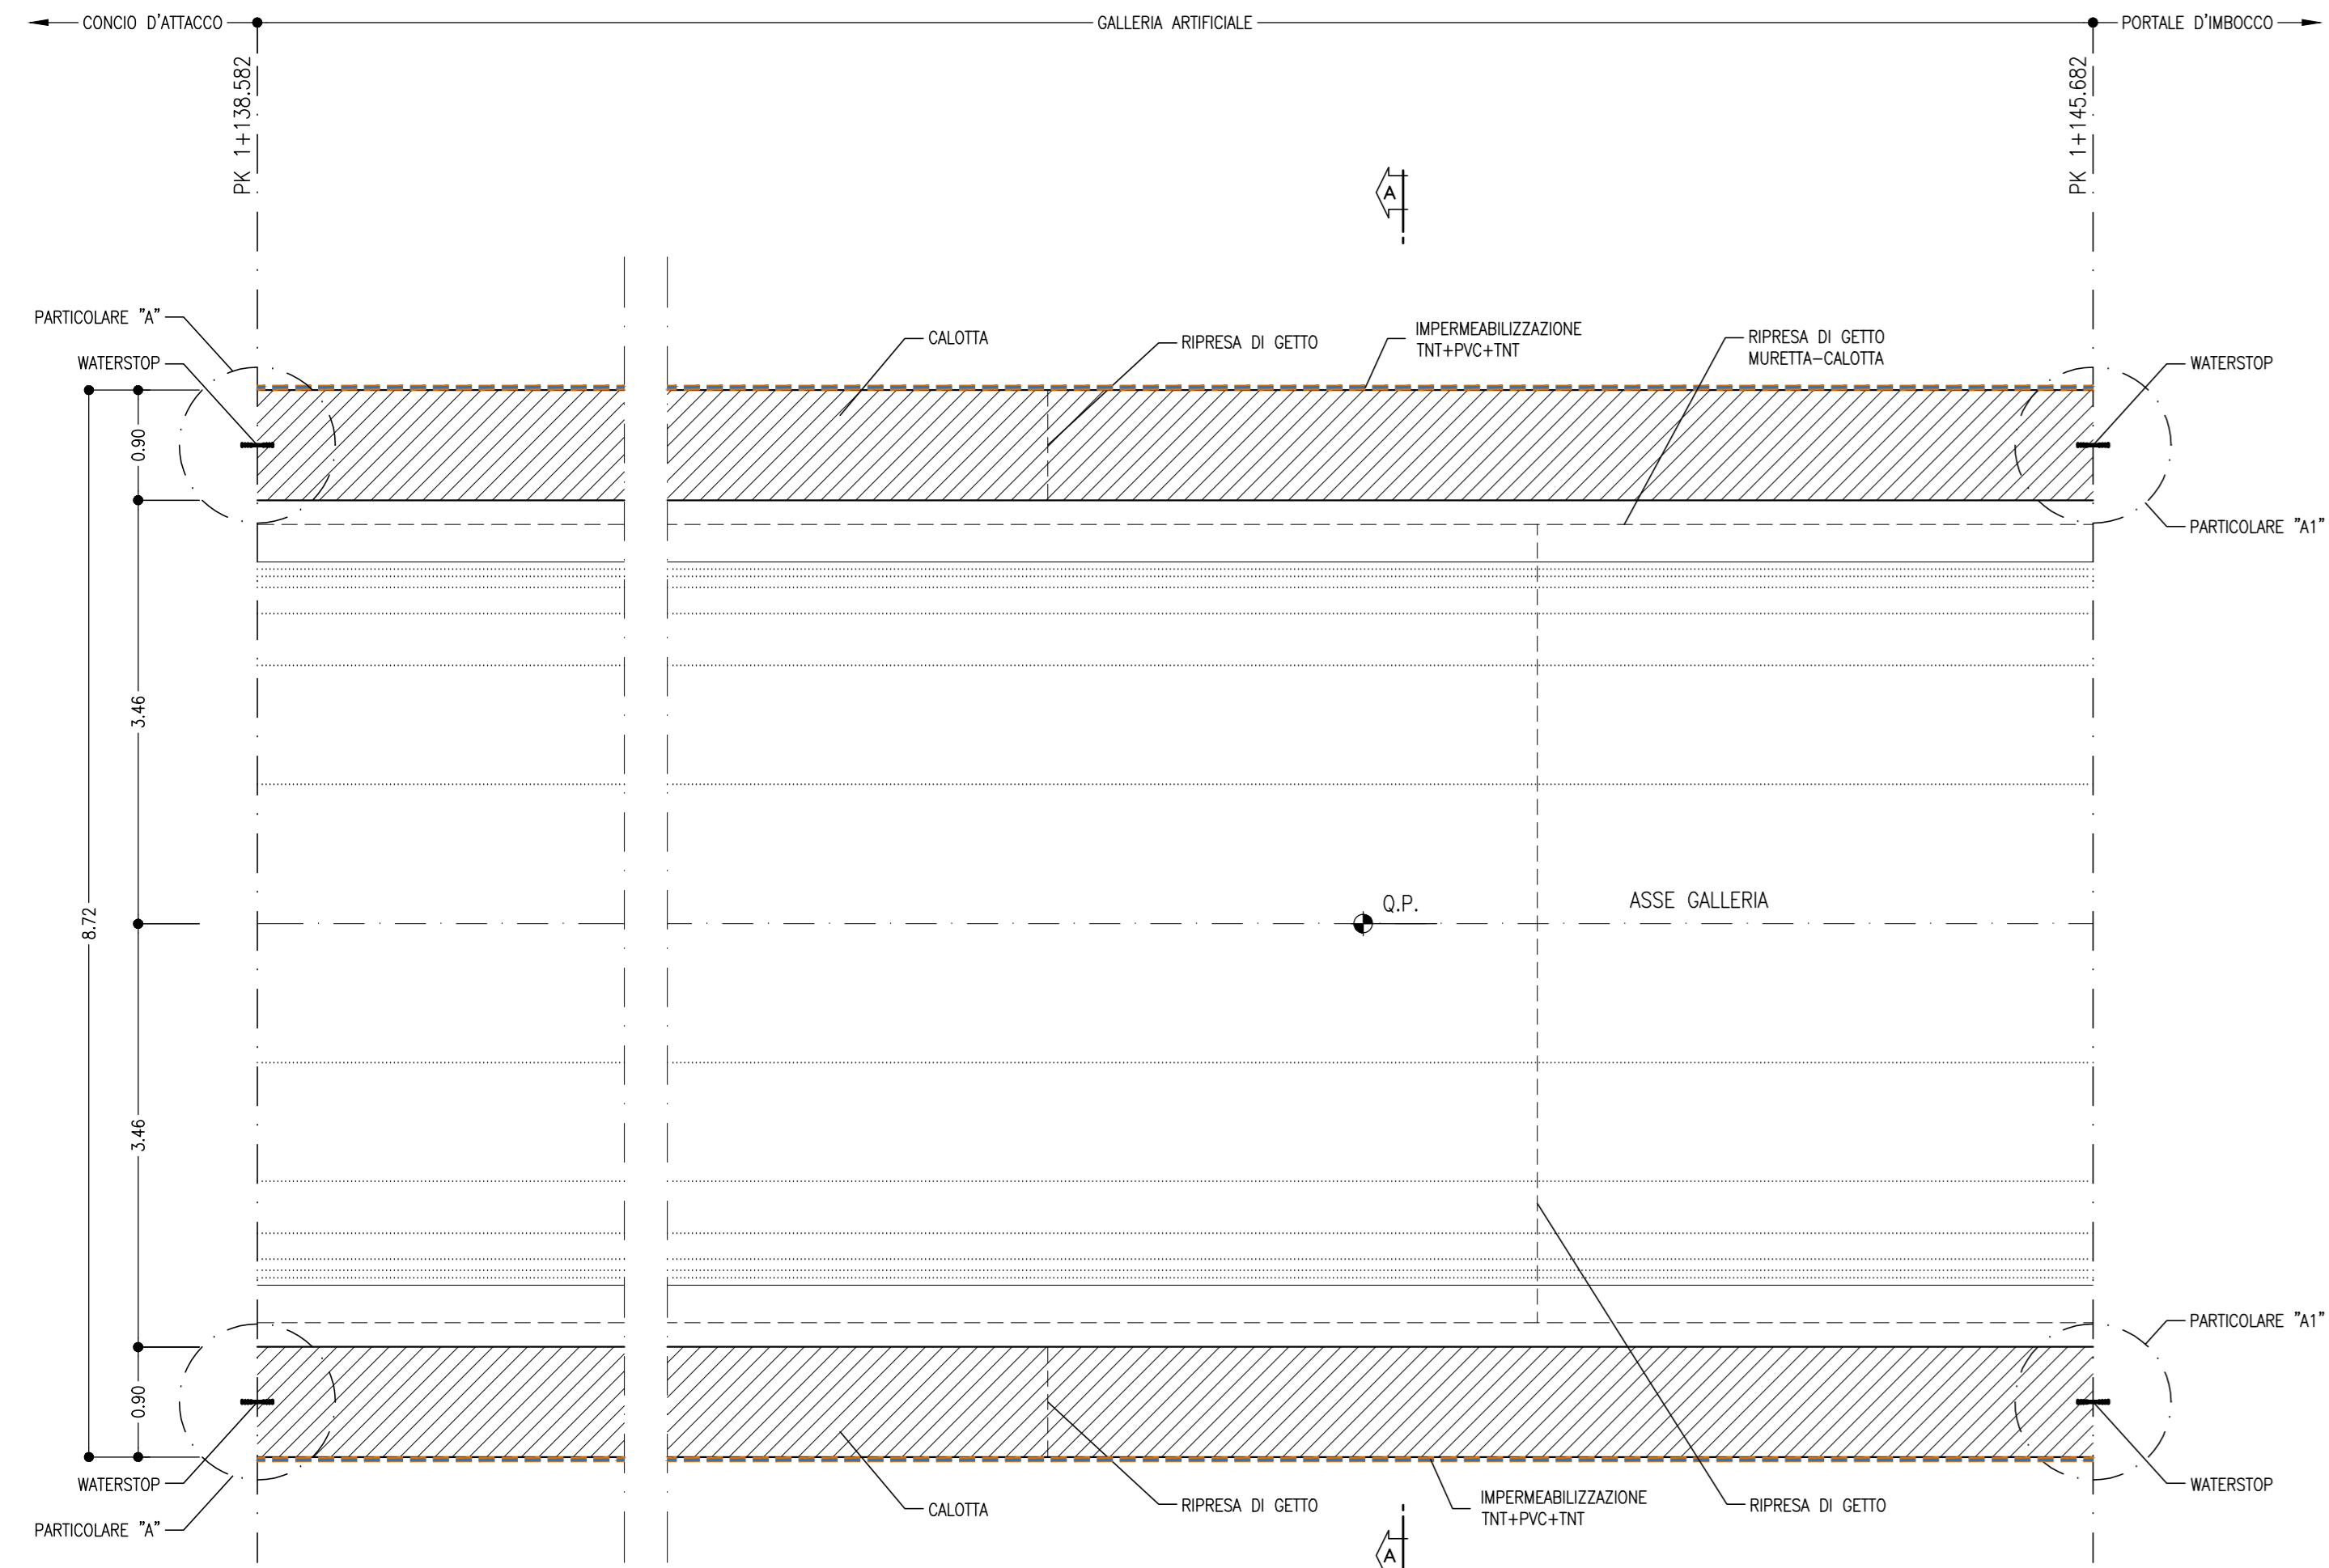 CONCIO D'ATTACCO
GALLERIA ARTIFICIALE
PORTALE D'IMBOCCO
PK 1+138.582
PK 1+145.682
A
PARTICOLARE "A"
WATERSTOP
CALOTTA
RIPRESA DI GETTO
IMPERMEABILIZZAZIONE
TNT+PVC+TNT
RIPRESA DI GETTO
MURETTA-CALOTTA
WATERSTOP
0.90
PARTICOLARE "A1"
3.46
8.72
Q.P.
ASSE GALLERIA
3.46
PARTICOLARE "A1"
0.90
WATERSTOP
PARTICOLARE "A"
CALOTTA
RIPRESA DI GETTO
IMPERMEABILIZZAZIONE
TNT+PVC+TNT
RIPRESA DI GETTO
WATERSTOP
A